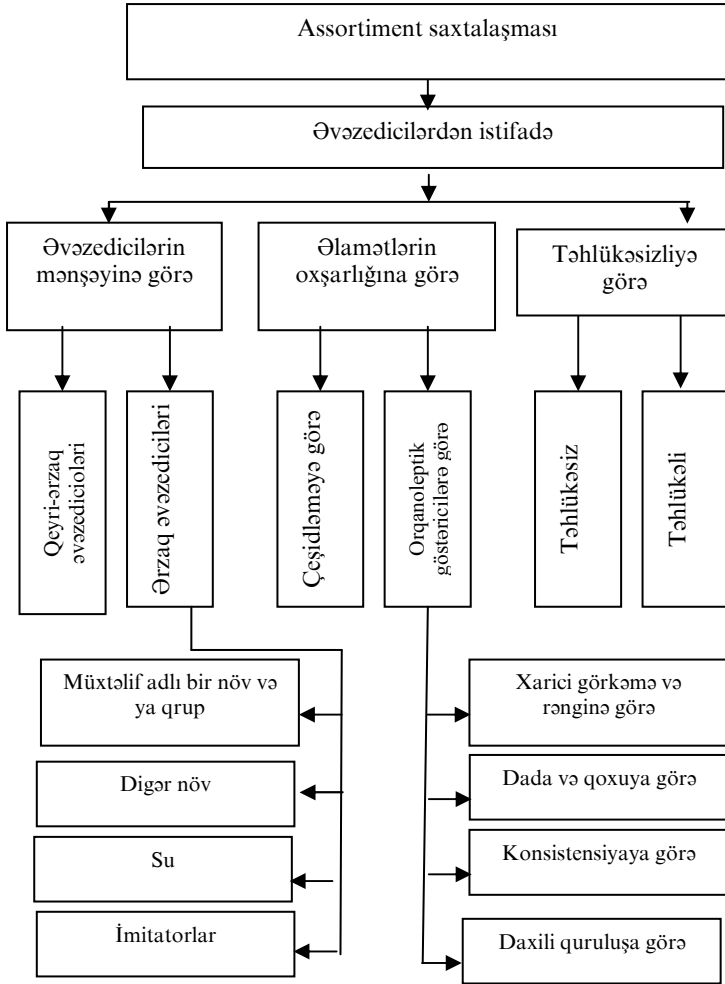 Assortiment saxtalaşması
Əvəzedicilərdən istifadə
Əvəzedicilərin
mənşəyinə görə
Əlamətlərin
oxşarlığına görə
Təhlükəsizliyə
görə
Qeyri-ərzaq
əvəzedicioləri
Ərzaq əvəzediciləri
Çeşidləməyə görə
Orqanoleptik
göstəricilərə görə
Təhlükəsiz
Təhlükəli
Müxtəlif adlı bir növ və
ya qrup
Digər növ
Su
İmitatorlar
Xarici görkəmə və
rənginə görə
Dada və qoxuya görə
Konsistensiyaya görə
Daxili quruluşa görə